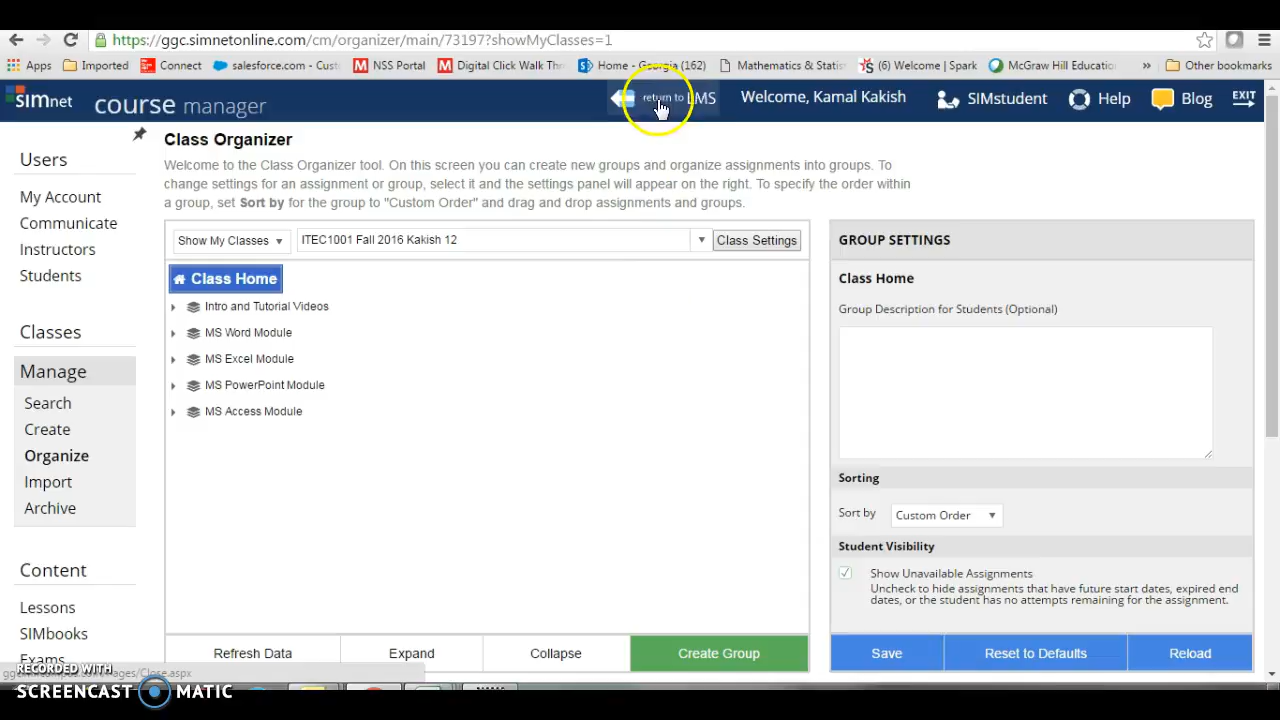 https://ggc.simnetonline.com/cm/organizer/main/73197?showMyClasses=1
Apps Imported Connect salesforce.com - Cust NSS Portal Digital Click Walk Th Home - Georgia (162) Mathematics & Statis (1) Welcome | Spark McGraw Hill Educatio » Other bookmarks
SIMnet course manager return to LMS Welcome, Kamal Kakish SIMstudent Help Blog EXIT
Users
My Account
Communicate
Instructors
Students
Classes
Manage
Search
Create
Organize
Import
Archive
Content
Lessons
SIMbooks
Exams
Class Organizer
Welcome to the Class Organizer tool. On this screen you can create new groups and organize assignments into groups. To
change settings for an assignment or group, select it and the settings panel will appear on the right. To specify the order within
a group, set Sort by for the group to "Custom Order" and drag and drop assignments and groups.
Show My Classes ITEC1001 Fall 2016 Kakish 12 Class Settings
Class Home
Intro and Tutorial Videos
MS Word Module
MS Excel Module
MS PowerPoint Module
MS Access Module
Refresh Data Expand Collapse Create Group
GROUP SETTINGS
Class Home
Group Description for Students (Optional)
Sorting
Sort by Custom Order
Student Visibility
Show Unavailable Assignments
Uncheck to hide assignments that have future start dates, expired end
dates, or the student has no attempts remaining for the assignment.
Save Reset to Defaults Reload
RECORDED WITH
SCREENCAST MATIC